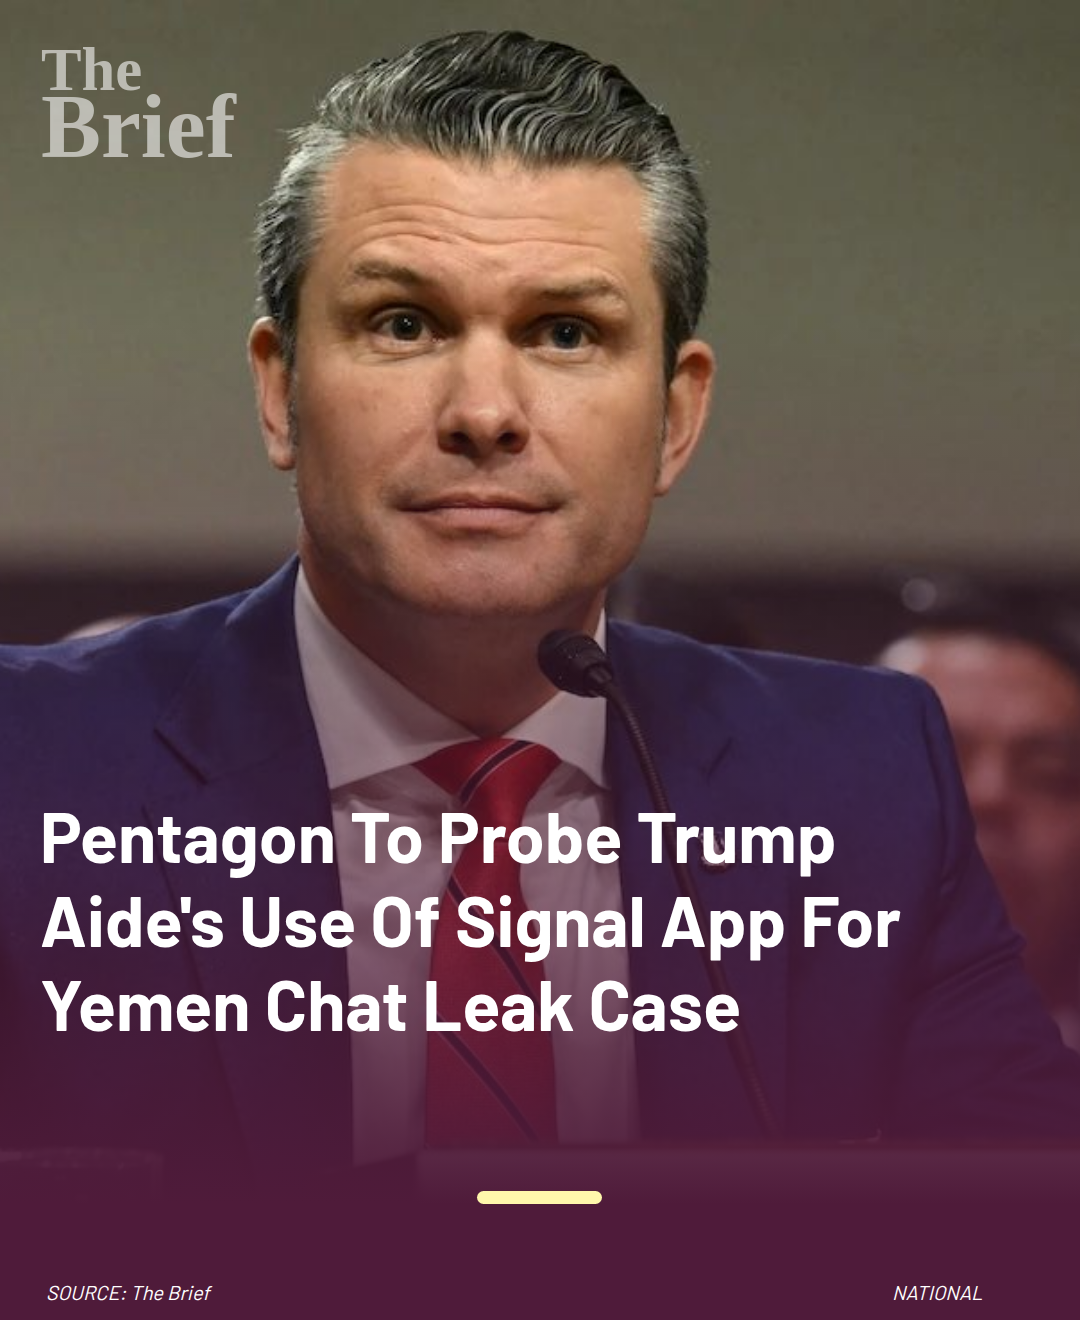 The
Brief
Pentagon To Probe Trump
Aide's Use Of Signal App For
Yemen Chat Leak Case
SOURCE: The Brief
NATIONAL